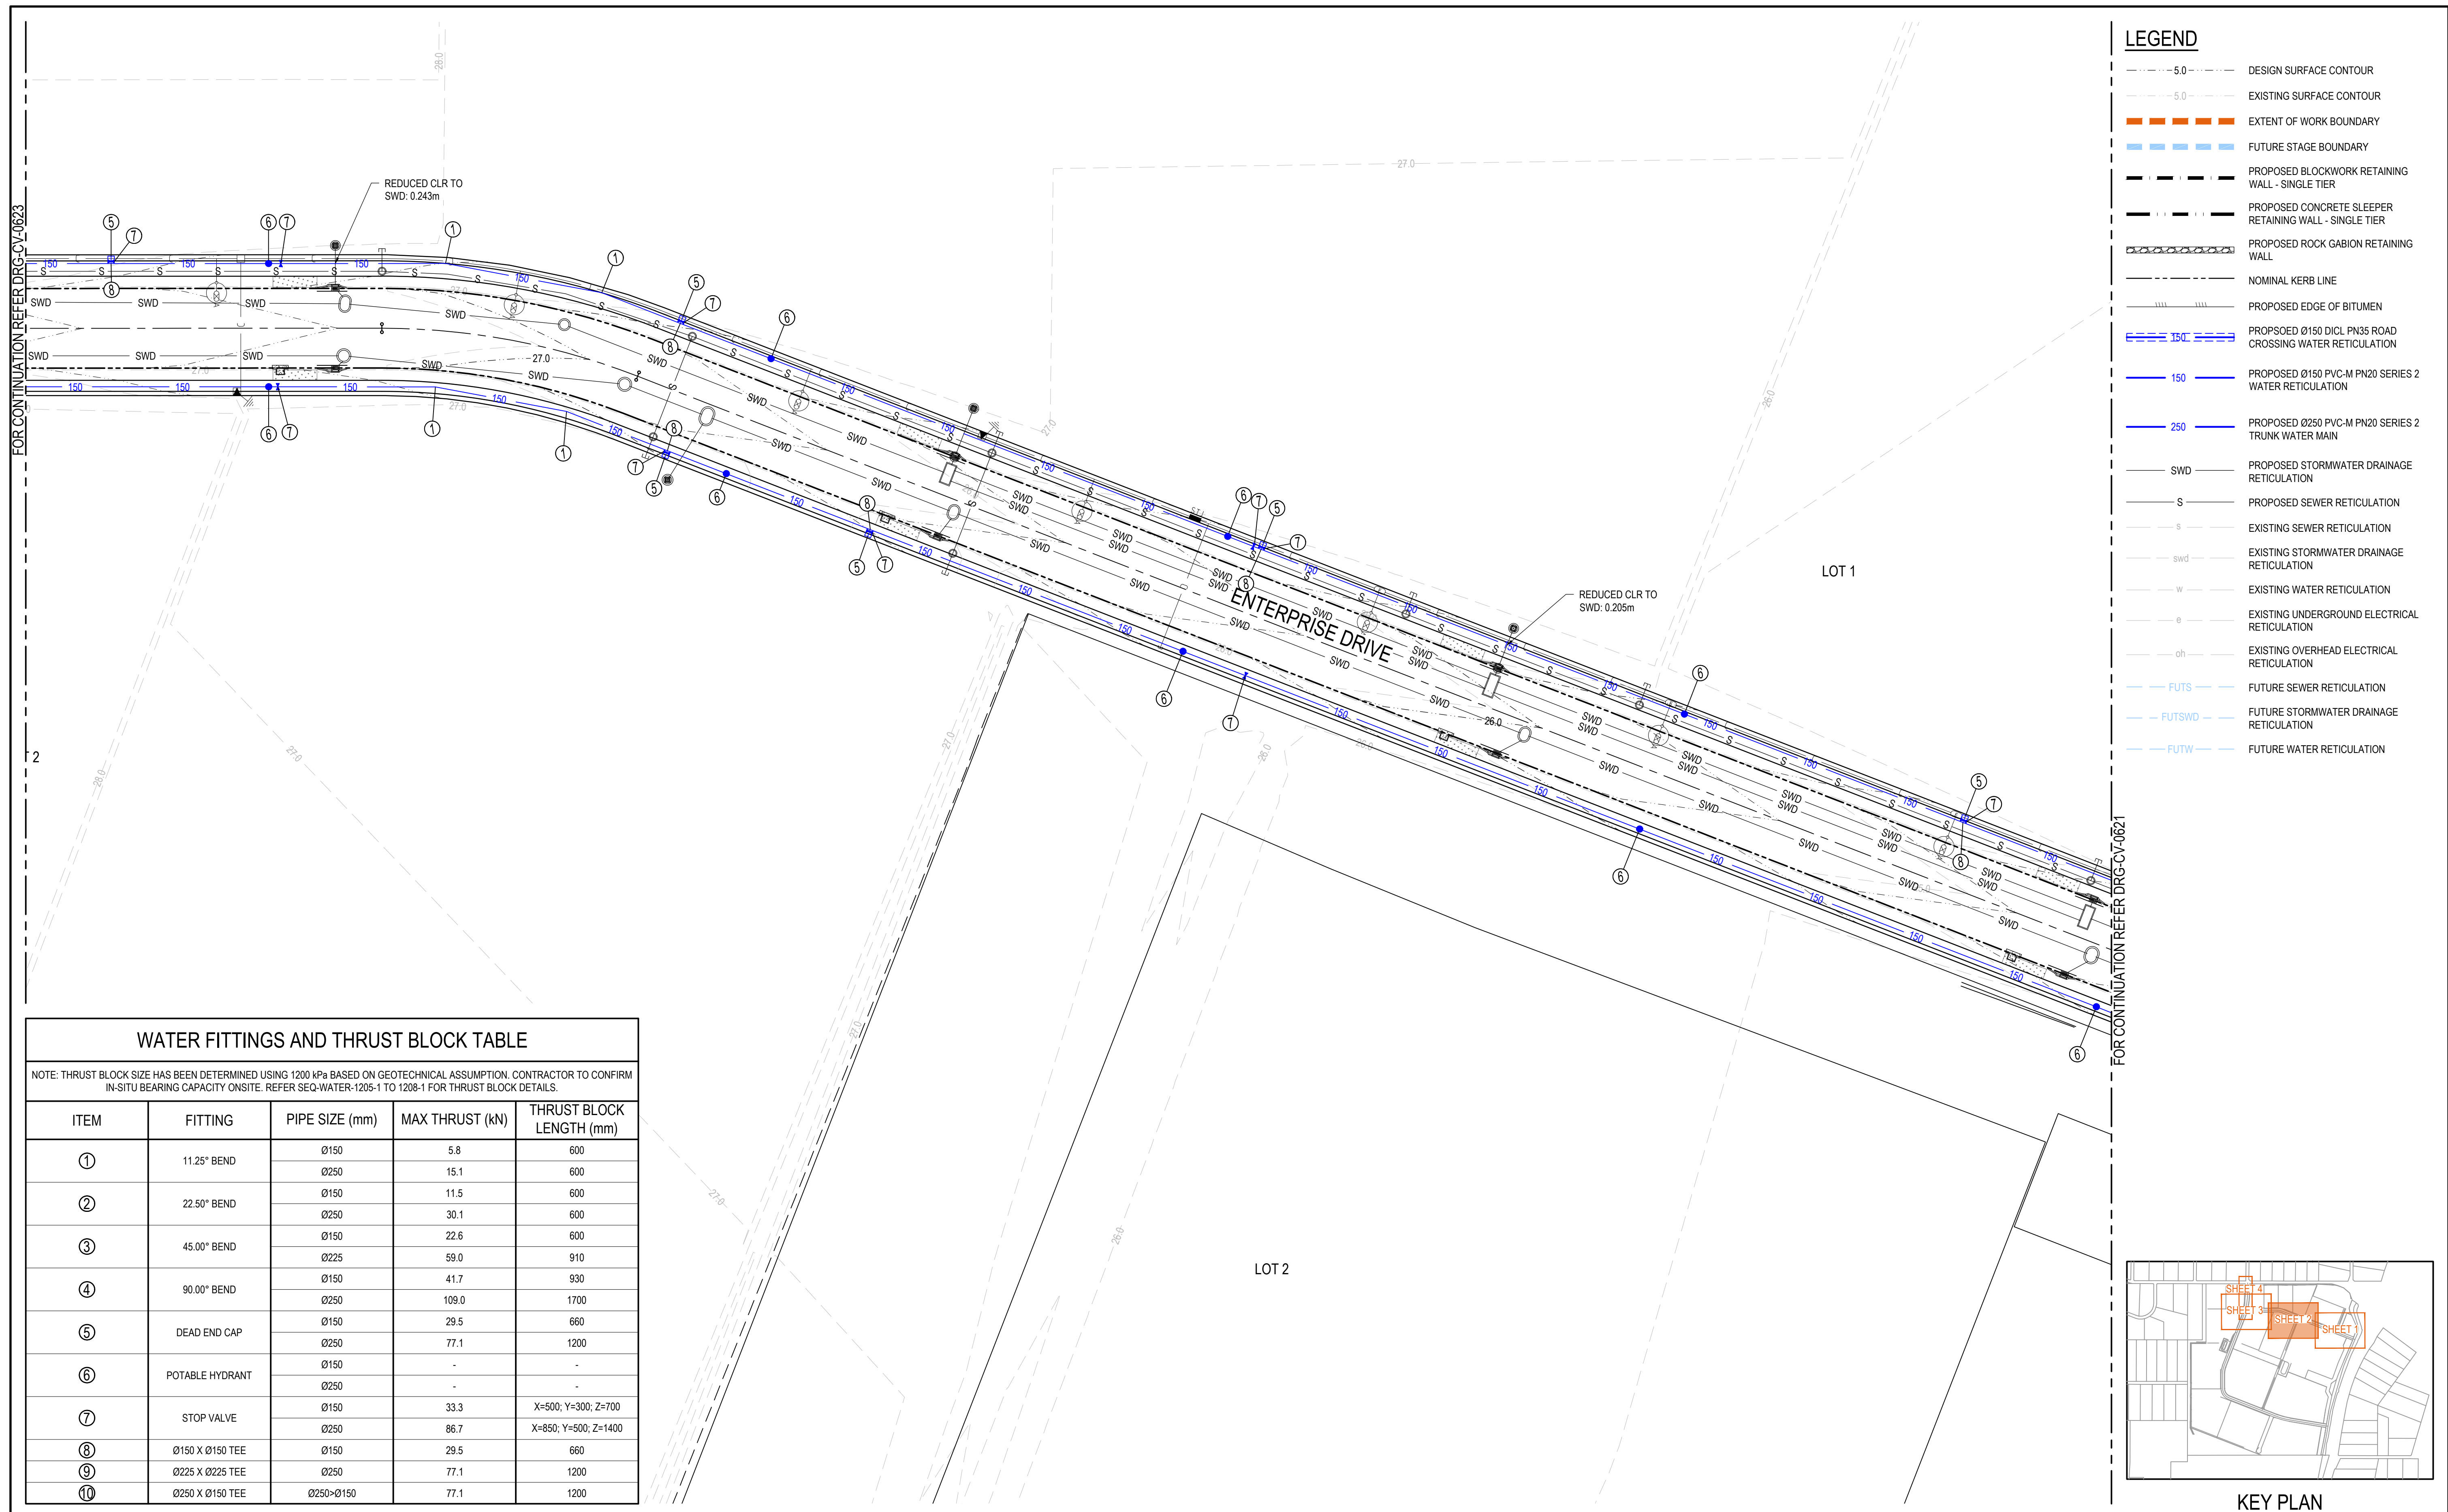 LEGEND
5.0 DESIGN SURFACE CONTOUR
5.0 EXISTING SURFACE CONTOUR
EXTENT OF WORK BOUNDARY
FUTURE STAGE BOUNDARY
PROPOSED BLOCKWORK RETAINING
WALL - SINGLE TIER
PROPOSED CONCRETE SLEEPER
RETAINING WALL - SINGLE TIER
PROPOSED ROCK GABION RETAINING
WALL
NOMINAL KERB LINE
PROPOSED EDGE OF BITUMEN
150 PROPSOED Ø150 DICL PN35 ROAD
CROSSING WATER RETICULATION
150 PROPOSED Ø150 PVC-M PN20 SERIES 2
WATER RETICULATION
250 PROPOSED Ø250 PVC-M PN20 SERIES 2
TRUNK WATER MAIN
SWD PROPOSED STORMWATER DRAINAGE
RETICULATION
S PROPOSED SEWER RETICULATION
s EXISTING SEWER RETICULATION
swd EXISTING STORMWATER DRAINAGE
RETICULATION
w EXISTING WATER RETICULATION
e EXISTING UNDERGROUND ELECTRICAL
RETICULATION
oh EXISTING OVERHEAD ELECTRICAL
RETICULATION
FUTS FUTURE SEWER RETICULATION
FUTSWD FUTURE STORMWATER DRAINAGE
RETICULATION
FUTW FUTURE WATER RETICULATION
FOR CONTINUATION REFER DRG-CV-0623
REDUCED CLR TO
SWD: 0.243m
REDUCED CLR TO
SWD: 0.205m
ENTERPRISE DRIVE
LOT 1
LOT 2
FOR CONTINUATION REFER DRG-CV-0621
28.0
27.0
26.0
150
S
SWD
WATER FITTINGS AND THRUST BLOCK TABLE
NOTE: THRUST BLOCK SIZE HAS BEEN DETERMINED USING 1200 kPa BASED ON GEOTECHNICAL ASSUMPTION. CONTRACTOR TO CONFIRM
IN-SITU BEARING CAPACITY ONSITE. REFER SEQ-WATER-1205-1 TO 1208-1 FOR THRUST BLOCK DETAILS.
ITEM FITTING PIPE SIZE (mm) MAX THRUST (kN) THRUST BLOCK LENGTH (mm)
1 11.25° BEND Ø150 5.8 600
Ø250 15.1 600
2 22.50° BEND Ø150 11.5 600
Ø250 30.1 600
3 45.00° BEND Ø150 22.6 600
Ø225 59.0 910
4 90.00° BEND Ø150 41.7 930
Ø250 109.0 1700
5 DEAD END CAP Ø150 29.5 660
Ø250 77.1 1200
6 POTABLE HYDRANT Ø150 - -
Ø250 - -
7 STOP VALVE Ø150 33.3 X=500; Y=300; Z=700
Ø250 86.7 X=850; Y=500; Z=1400
8 Ø150 X Ø150 TEE Ø150 29.5 660
9 Ø225 X Ø225 TEE Ø250 77.1 1200
10 Ø250 X Ø150 TEE Ø250>Ø150 77.1 1200
SHEET 4
SHEET 3
SHEET 2
SHEET 1
KEY PLAN